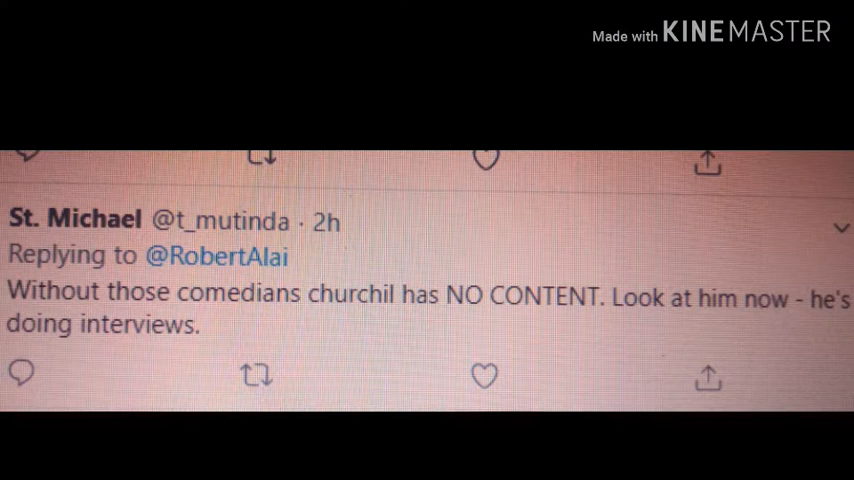 Made with KINEMASTER
St. Michael @t_mutinda · 2h
Replying to @RobertAlai
Without those comedians churchil has NO CONTENT. Look at him now - he's
doing interviews.